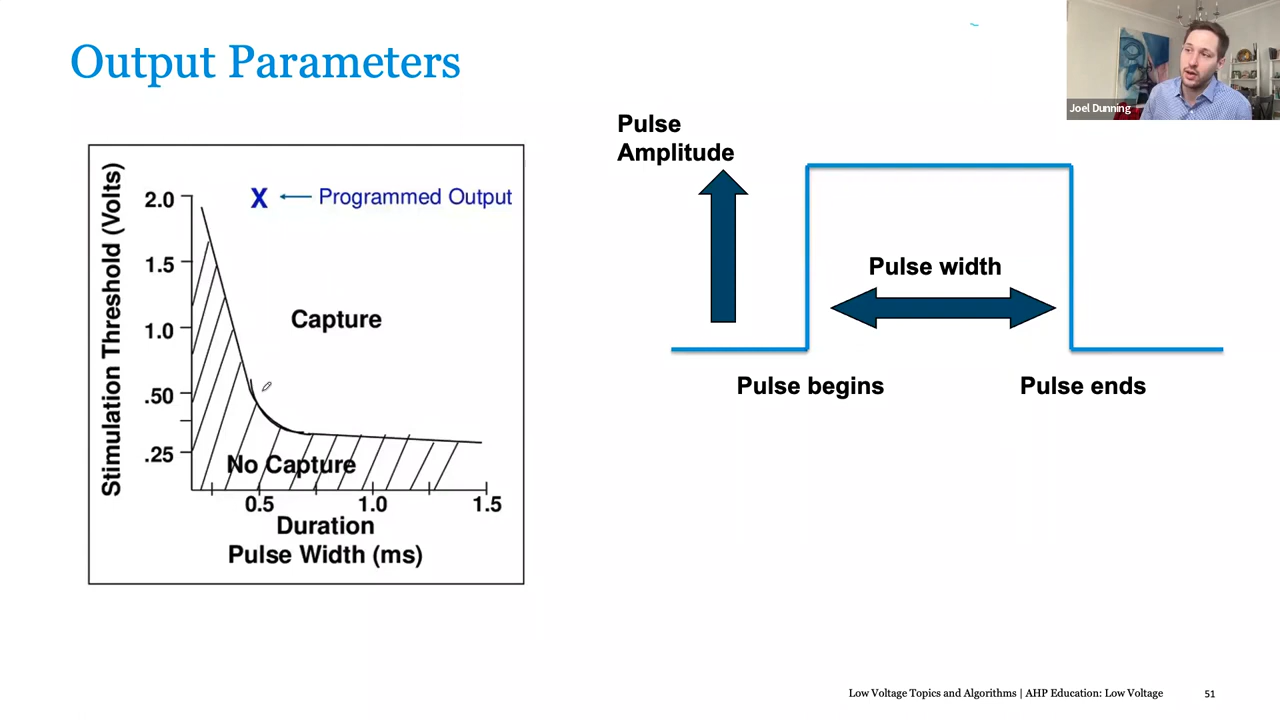 Output Parameters
Joel Dunning
Stimulation Threshold (Volts)
2.0
1.5
1.0
.50
.25
X
Programmed Output
Capture
No Capture
0.5
1.0
1.5
Duration
Pulse Width (ms)
Pulse
Amplitude
Pulse width
Pulse begins
Pulse ends
Low Voltage Topics and Algorithms | AHP Education: Low Voltage
51